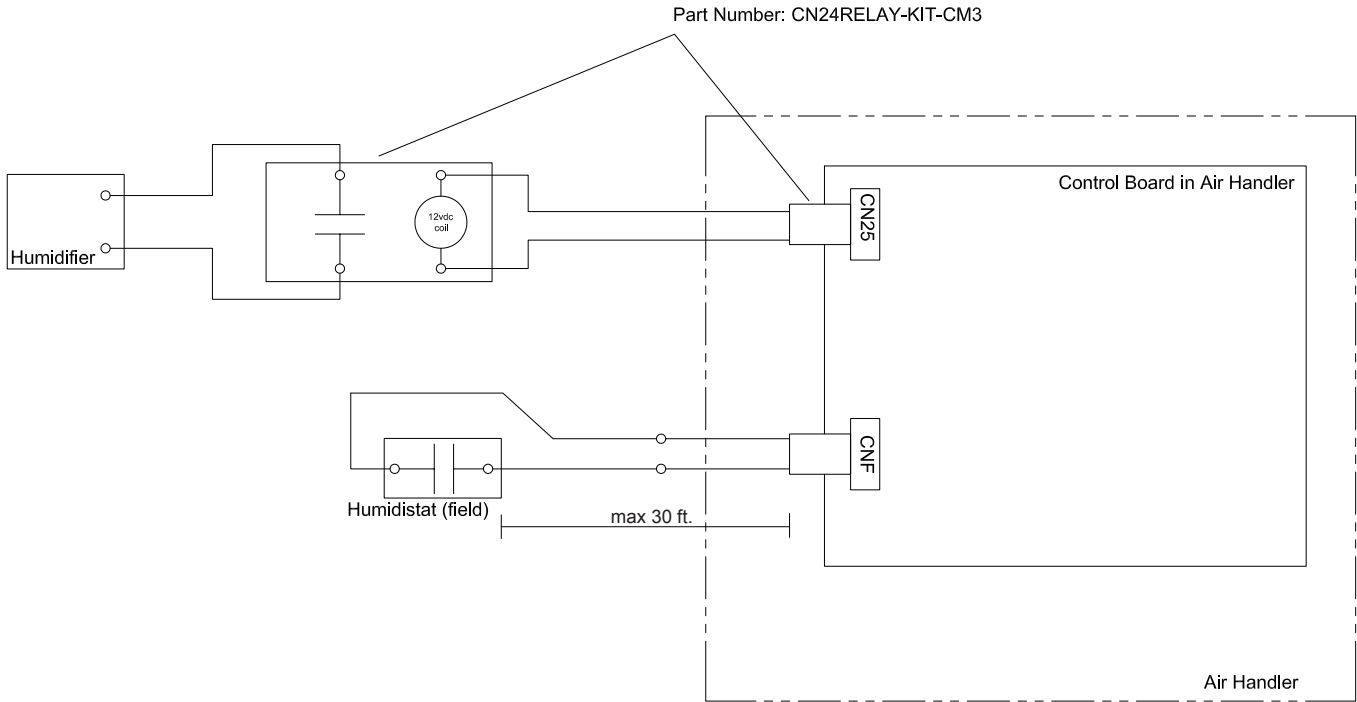 Part Number: CN24RELAY-KIT-CM3
Control Board in Air Handler
CN25
12vdc
coil
Humidifier
CNF
Humidistat (field)
max 30 ft.
Air Handler